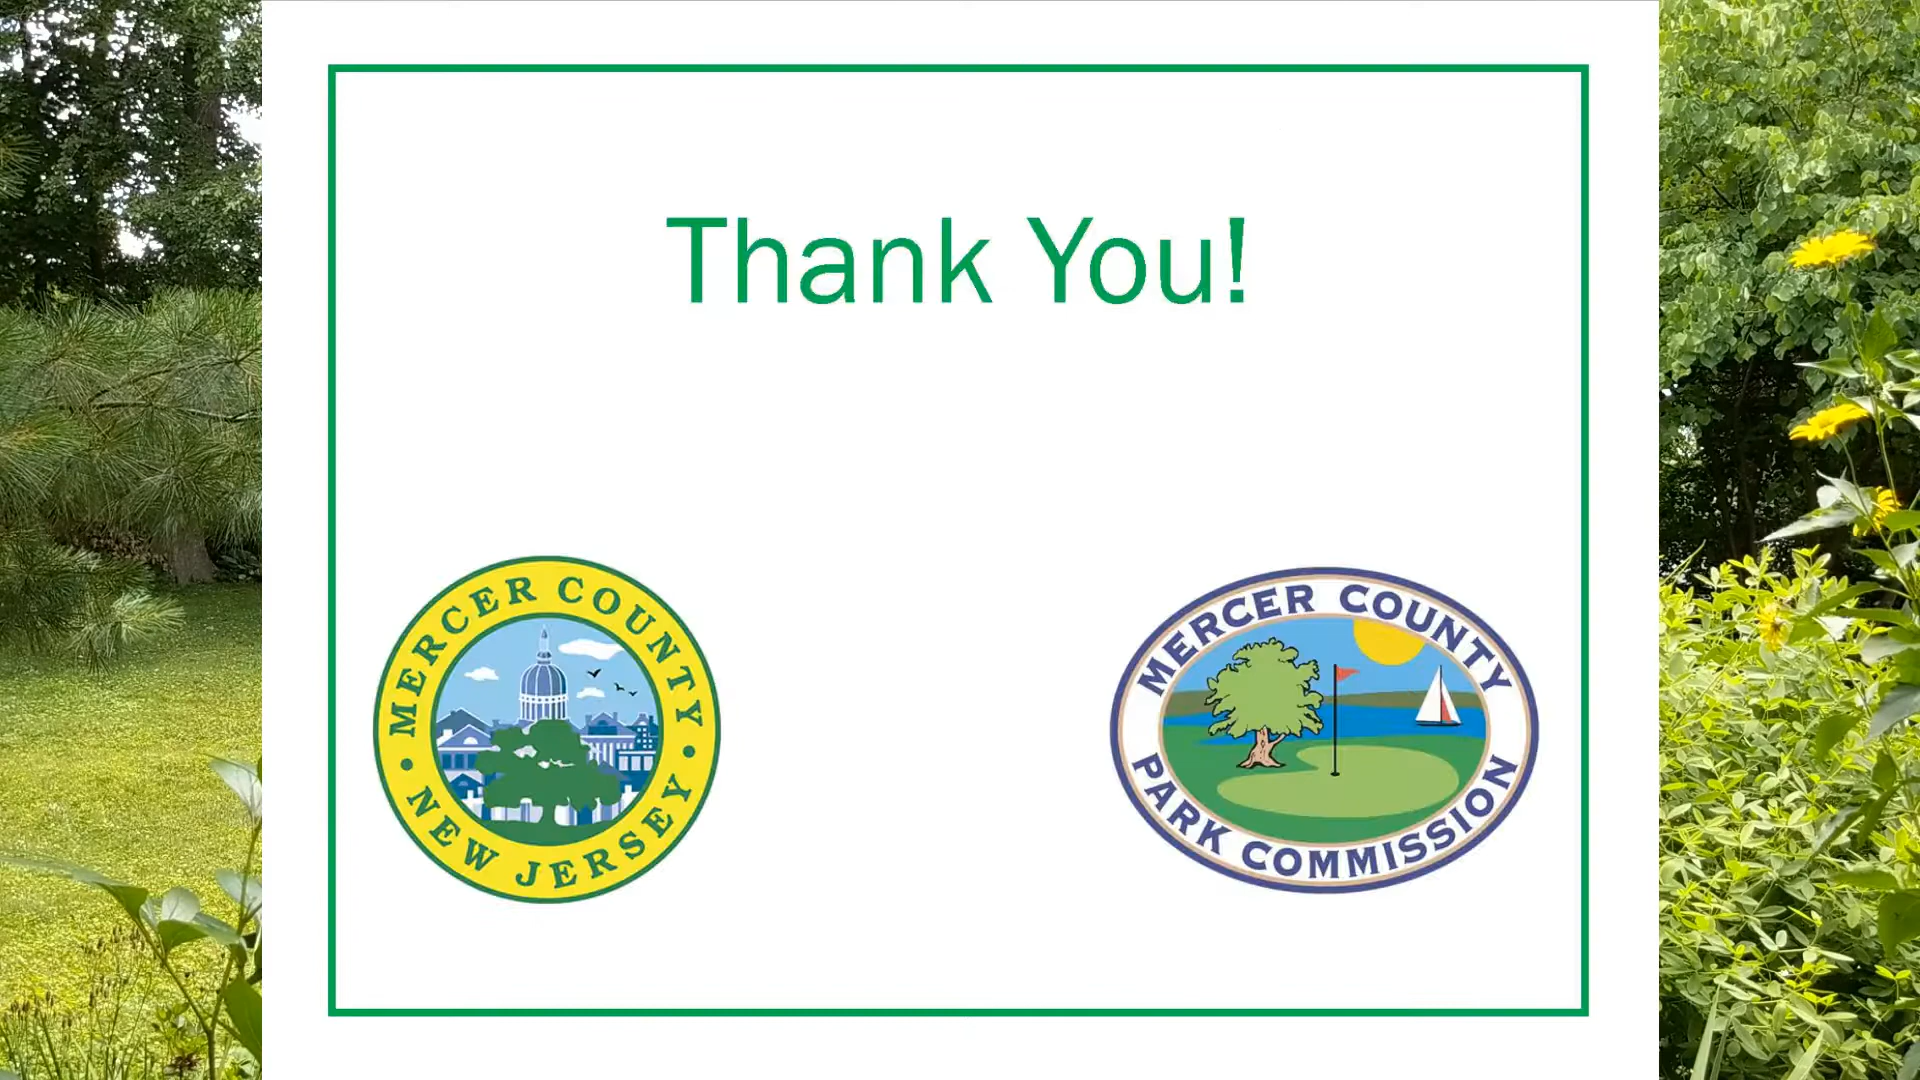 Thank You!
MERCER COUNTY
• NEW JERSEY •
MERCER COUNTY
PARK COMMISSION